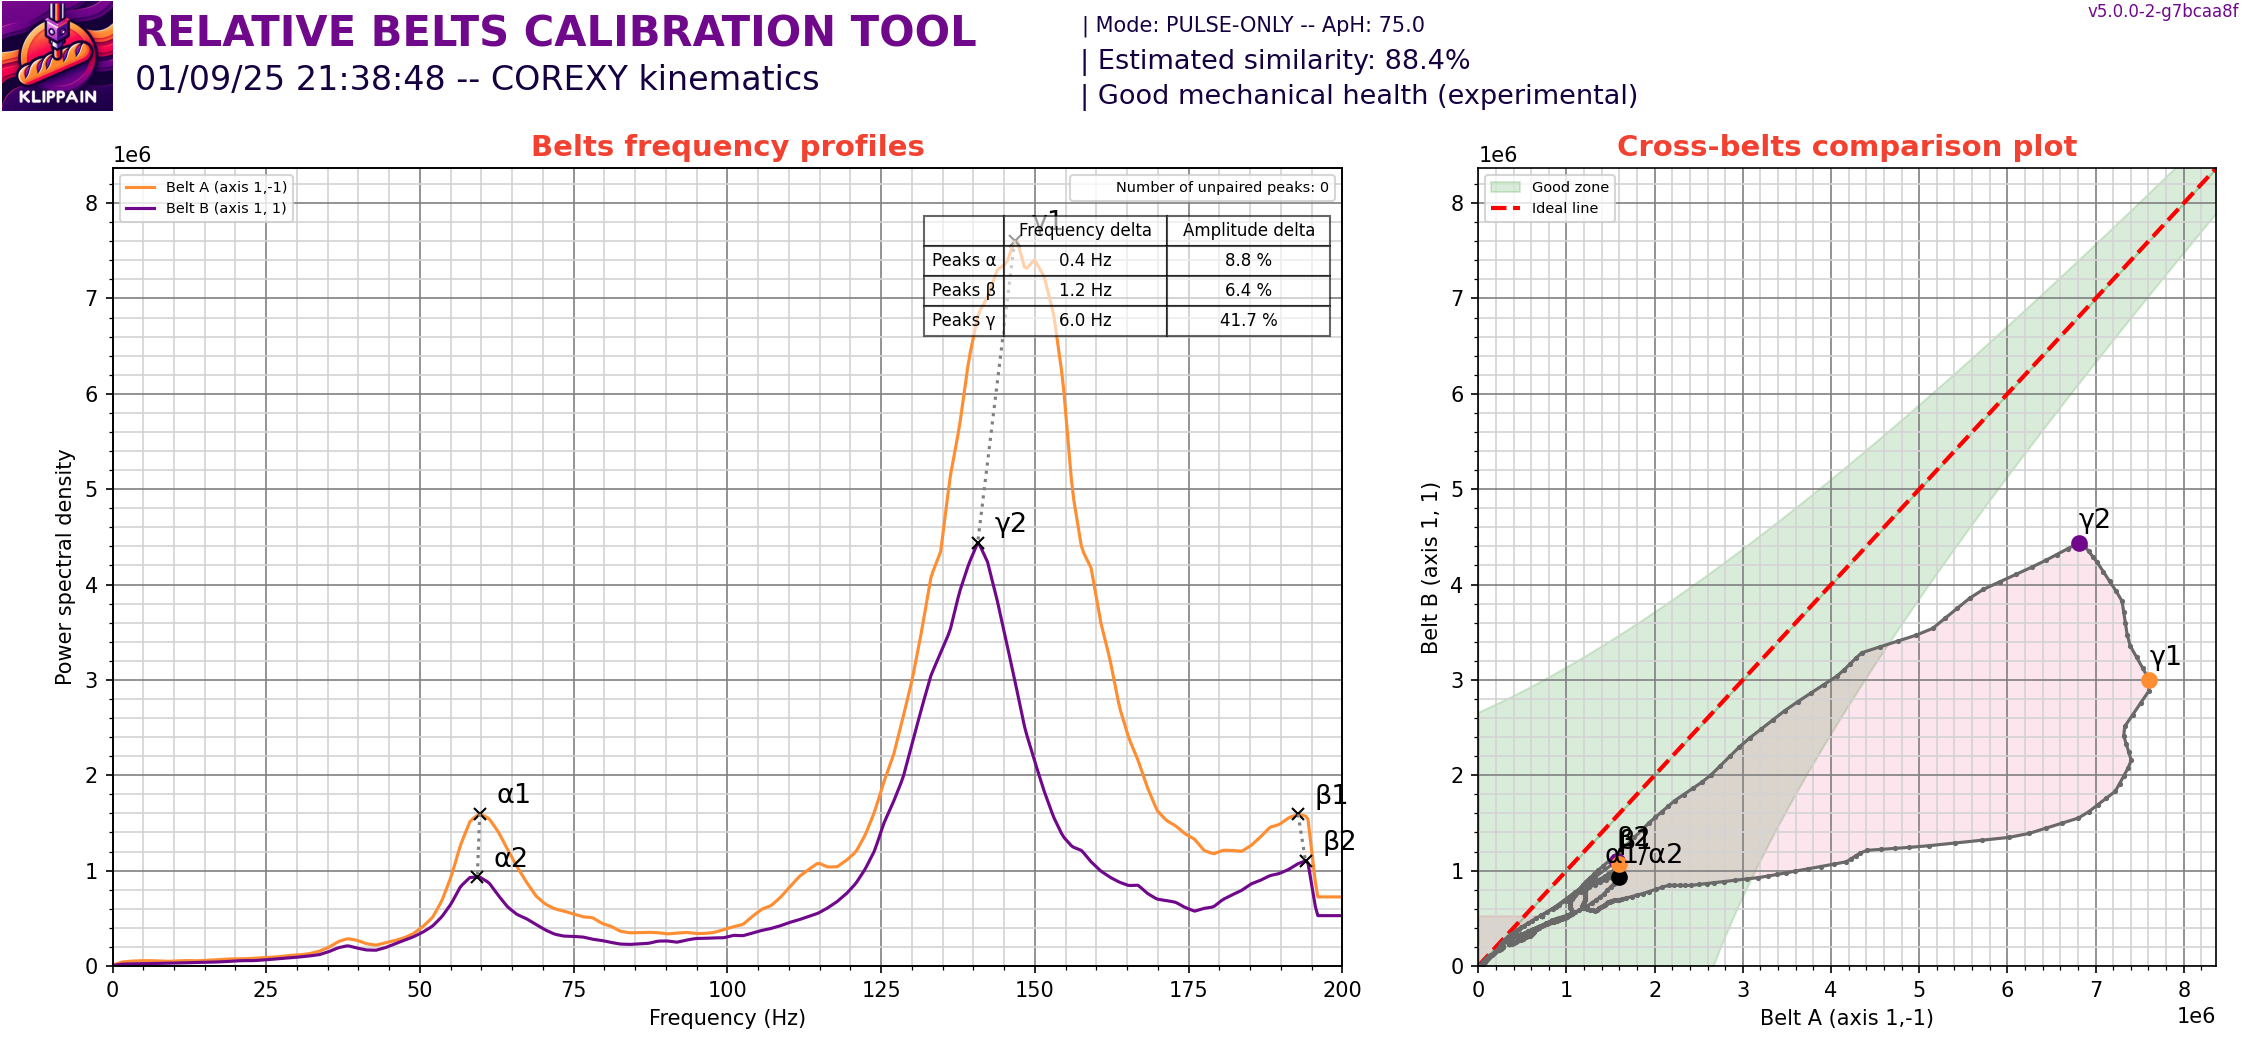 v5.0.0-2-g7bcaa8f
KLIPPAIN
RELATIVE BELTS CALIBRATION TOOL
01/09/25 21:38:48 -- COREXY kinematics
| Mode: PULSE-ONLY -- ApH: 75.0
| Estimated similarity: 88.4%
| Good mechanical health (experimental)
Belts frequency profiles
1e6
Belt A (axis 1,-1)
Belt B (axis 1, 1)
Number of unpaired peaks: 0
γ1
Frequency delta Amplitude delta
Peaks α 0.4 Hz 8.8 %
Peaks β 1.2 Hz 6.4 %
Peaks γ 6.0 Hz 41.7 %
γ2
α1
α2
β1
β2
8
7
6
5
4
3
2
1
0
Power spectral density
0 25 50 75 100 125 150 175 200
Frequency (Hz)
Cross-belts comparison plot
1e6
Good zone
Ideal line
γ2
γ1
β2
β1
α1/α2
8
7
6
5
4
3
2
1
0
Belt B (axis 1, 1)
0 1 2 3 4 5 6 7 8
Belt A (axis 1,-1)
1e6